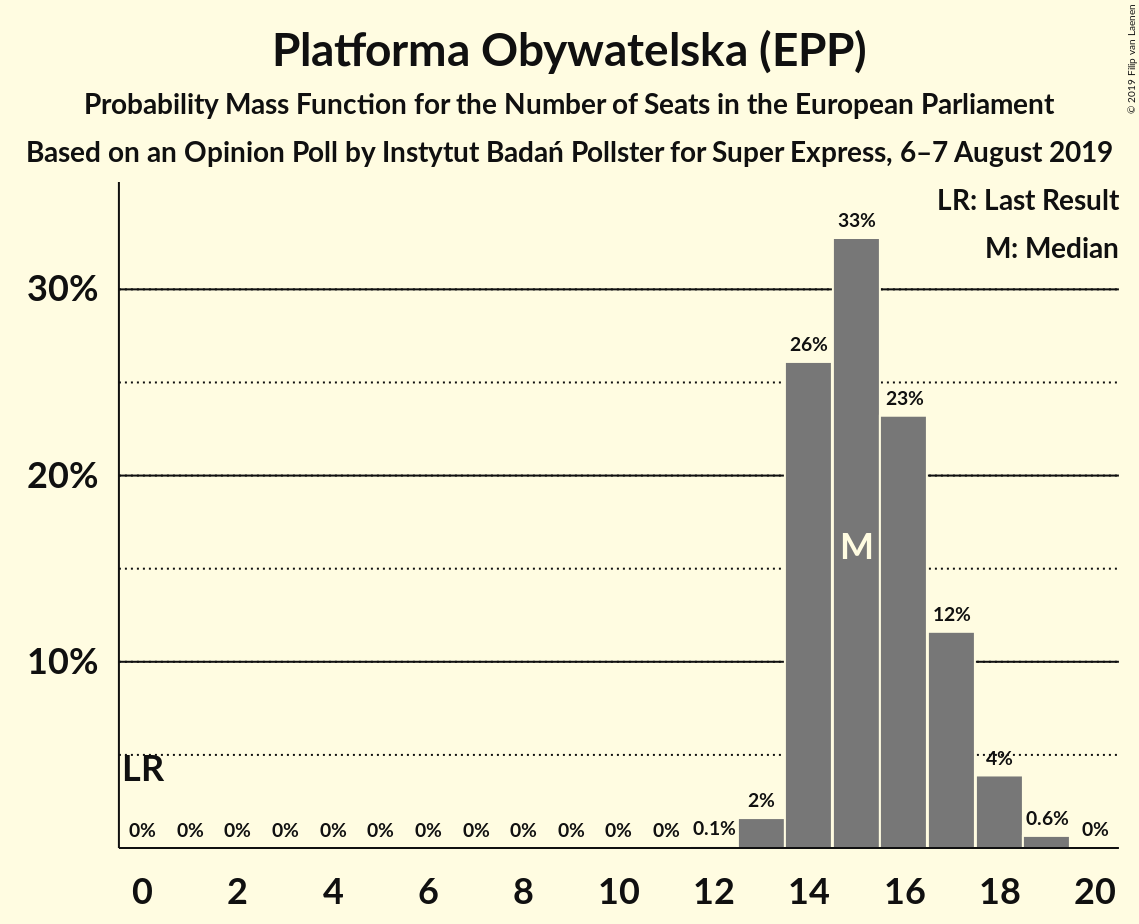 Platforma Obywatelska (EPP)
Probability Mass Function for the Number of Seats in the European Parliament
Based on an Opinion Poll by Instytut Badań Pollster for Super Express, 6–7 August 2019
© 2019 Filip van Laenen
LR: Last Result
M: Median
33%
30%
26%
23%
20%
M
12%
10%
LR
4%
2%
0% 0% 0% 0% 0% 0% 0% 0% 0% 0% 0% 0% 0.1% 0.6% 0%
0 2 4 6 8 10 12 14 16 18 20